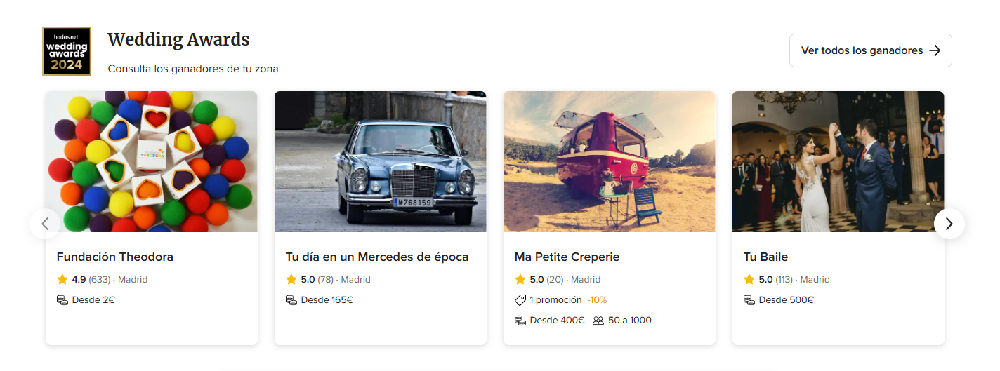 bodas.net
wedding
awards
2024
Wedding Awards
Consulta los ganadores de tu zona
Ver todos los ganadores
THEODORA
M768159
Fundación Theodora
4.9 (633) · Madrid
Desde 2€
Tu día en un Mercedes de época
5.0 (78) · Madrid
Desde 165€
Ma Petite Creperie
5.0 (20) · Madrid
1 promoción -10%
Desde 400€ 50 a 1000
Tu Baile
5.0 (113) · Madrid
Desde 500€